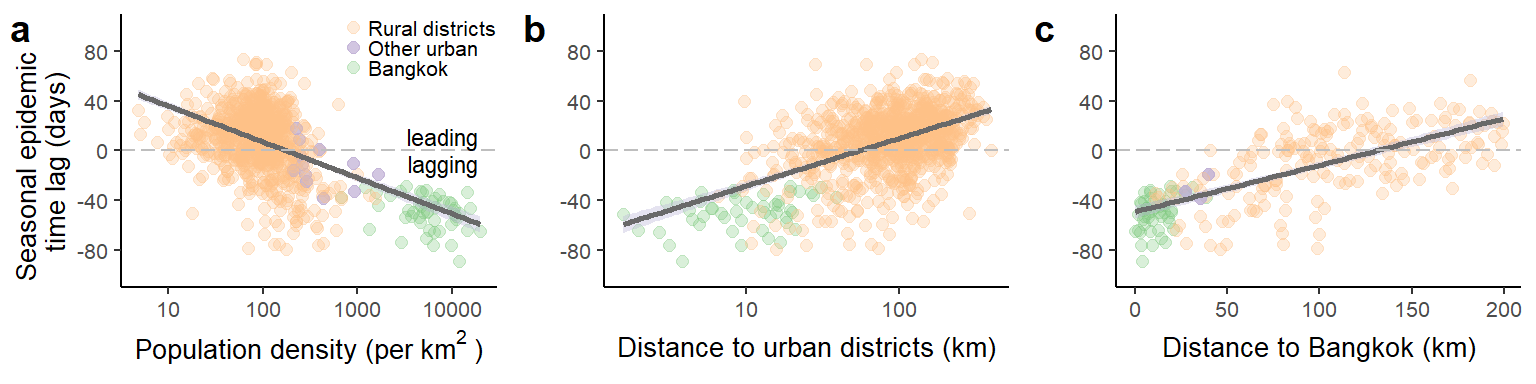 a
Rural districts
Other urban
Bangkok
leading
lagging
Seasonal epidemic
time lag (days)
80
40
0
-40
-80
10
100
1000
10000
Population density (per km2 )
b
80
40
0
-40
-80
10
100
Distance to urban districts (km)
c
80
40
0
-40
-80
0
50
100
150
200
Distance to Bangkok (km)